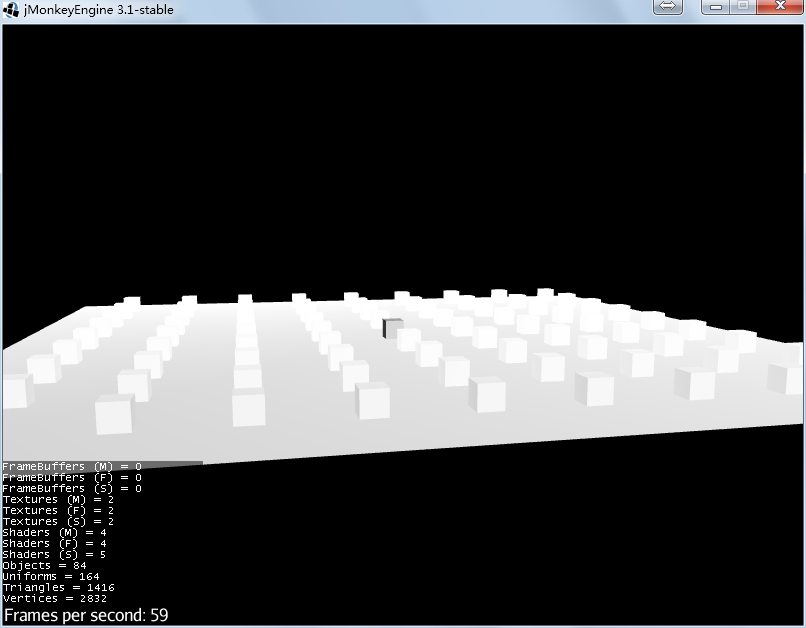 jMonkeyEngine 3.1-stable
FrameBuffers (M) = 0
FrameBuffers (F) = 0
FrameBuffers (S) = 0
Textures (M) = 2
Textures (F) = 2
Textures (S) = 2
Shaders (M) = 4
Shaders (F) = 4
Shaders (S) = 5
Objects = 84
Uniforms = 164
Triangles = 1416
Vertices = 2832
Frames per second: 59